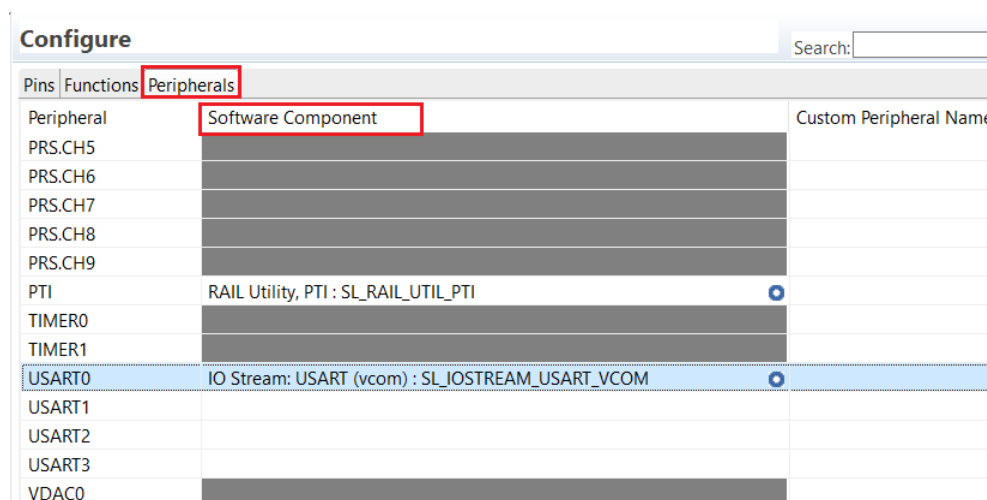 Configure
Search:
Pins Functions Peripherals
Peripheral Software Component Custom Peripheral Name
PRS.CH5
PRS.CH6
PRS.CH7
PRS.CH8
PRS.CH9
PTI RAIL Utility, PTI : SL_RAIL_UTIL_PTI
TIMER0
TIMER1
USART0 IO Stream: USART (vcom) : SL_IOSTREAM_USART_VCOM
USART1
USART2
USART3
VDAC0